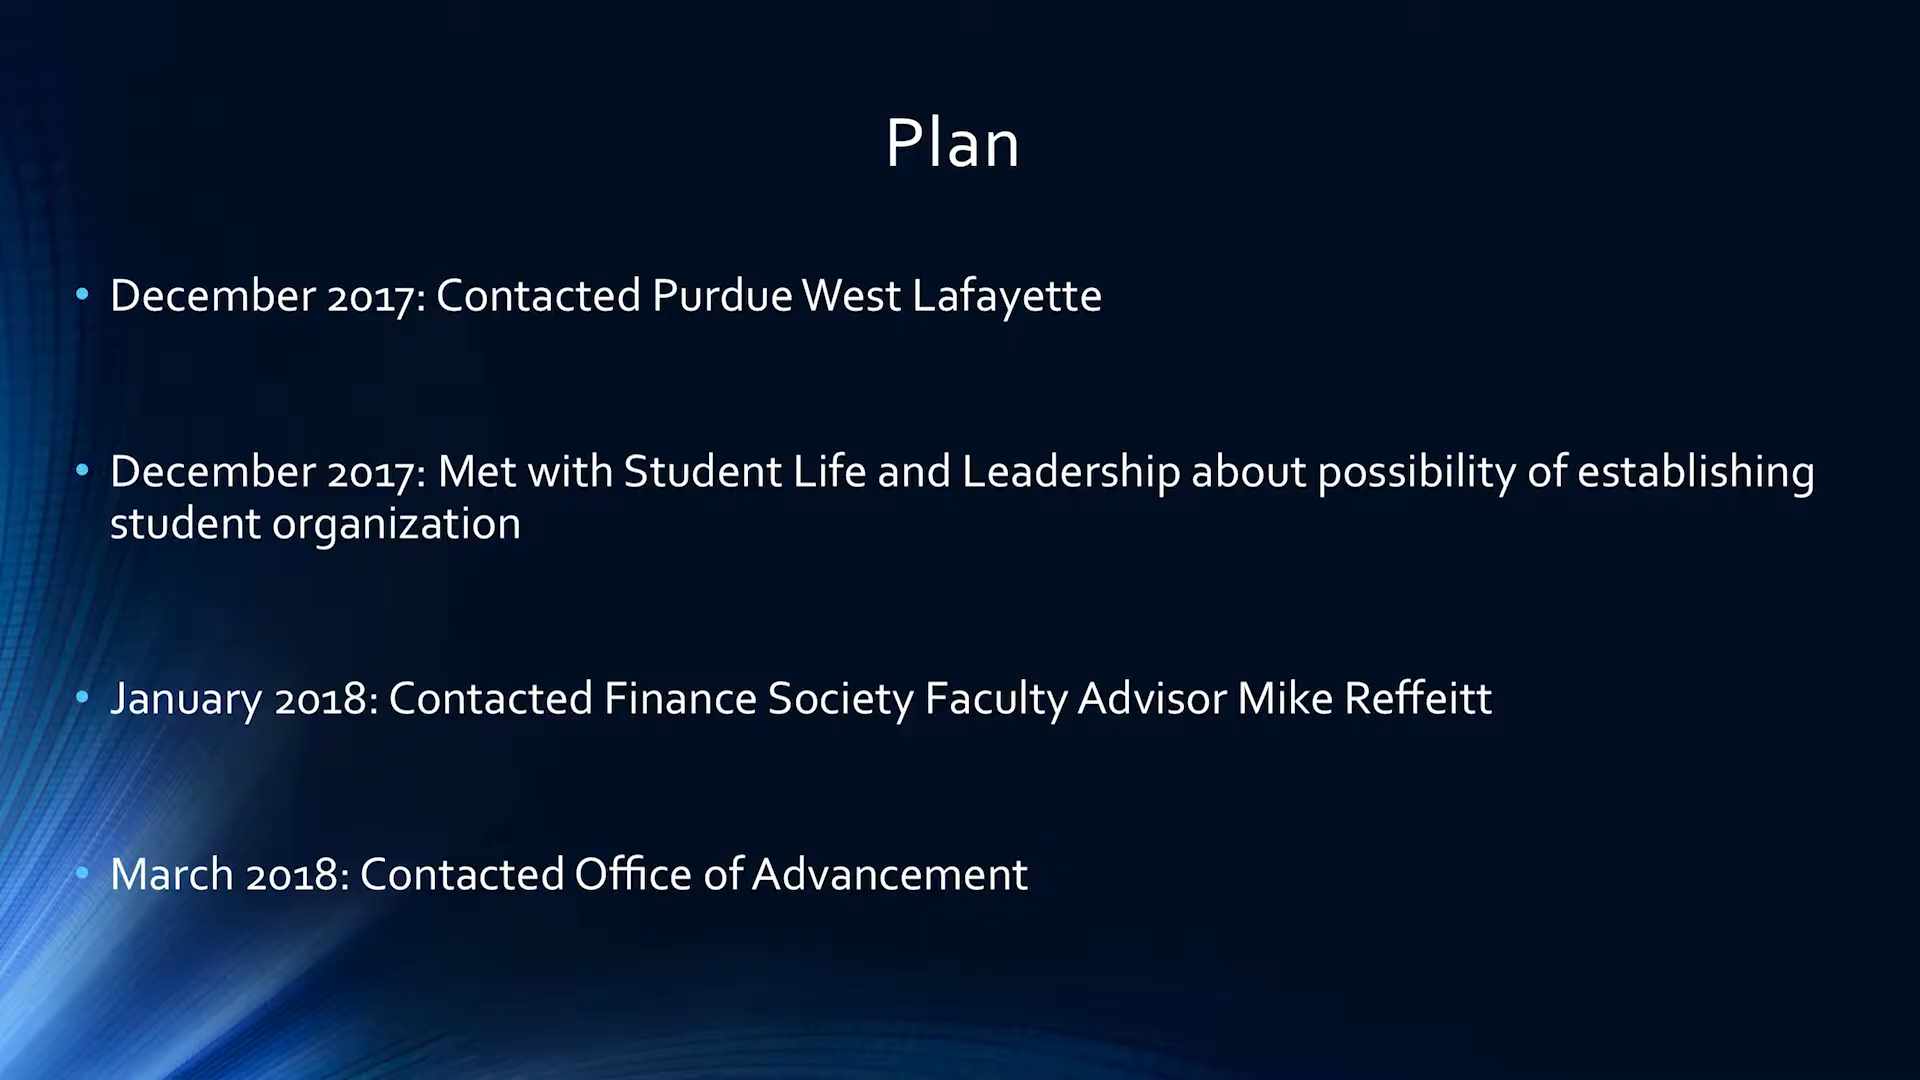 Plan
• December 2017: Contacted Purdue West Lafayette
• December 2017: Met with Student Life and Leadership about possibility of establishing
student organization
• January 2018: Contacted Finance Society Faculty Advisor Mike Reffeitt
• March 2018: Contacted Office of Advancement